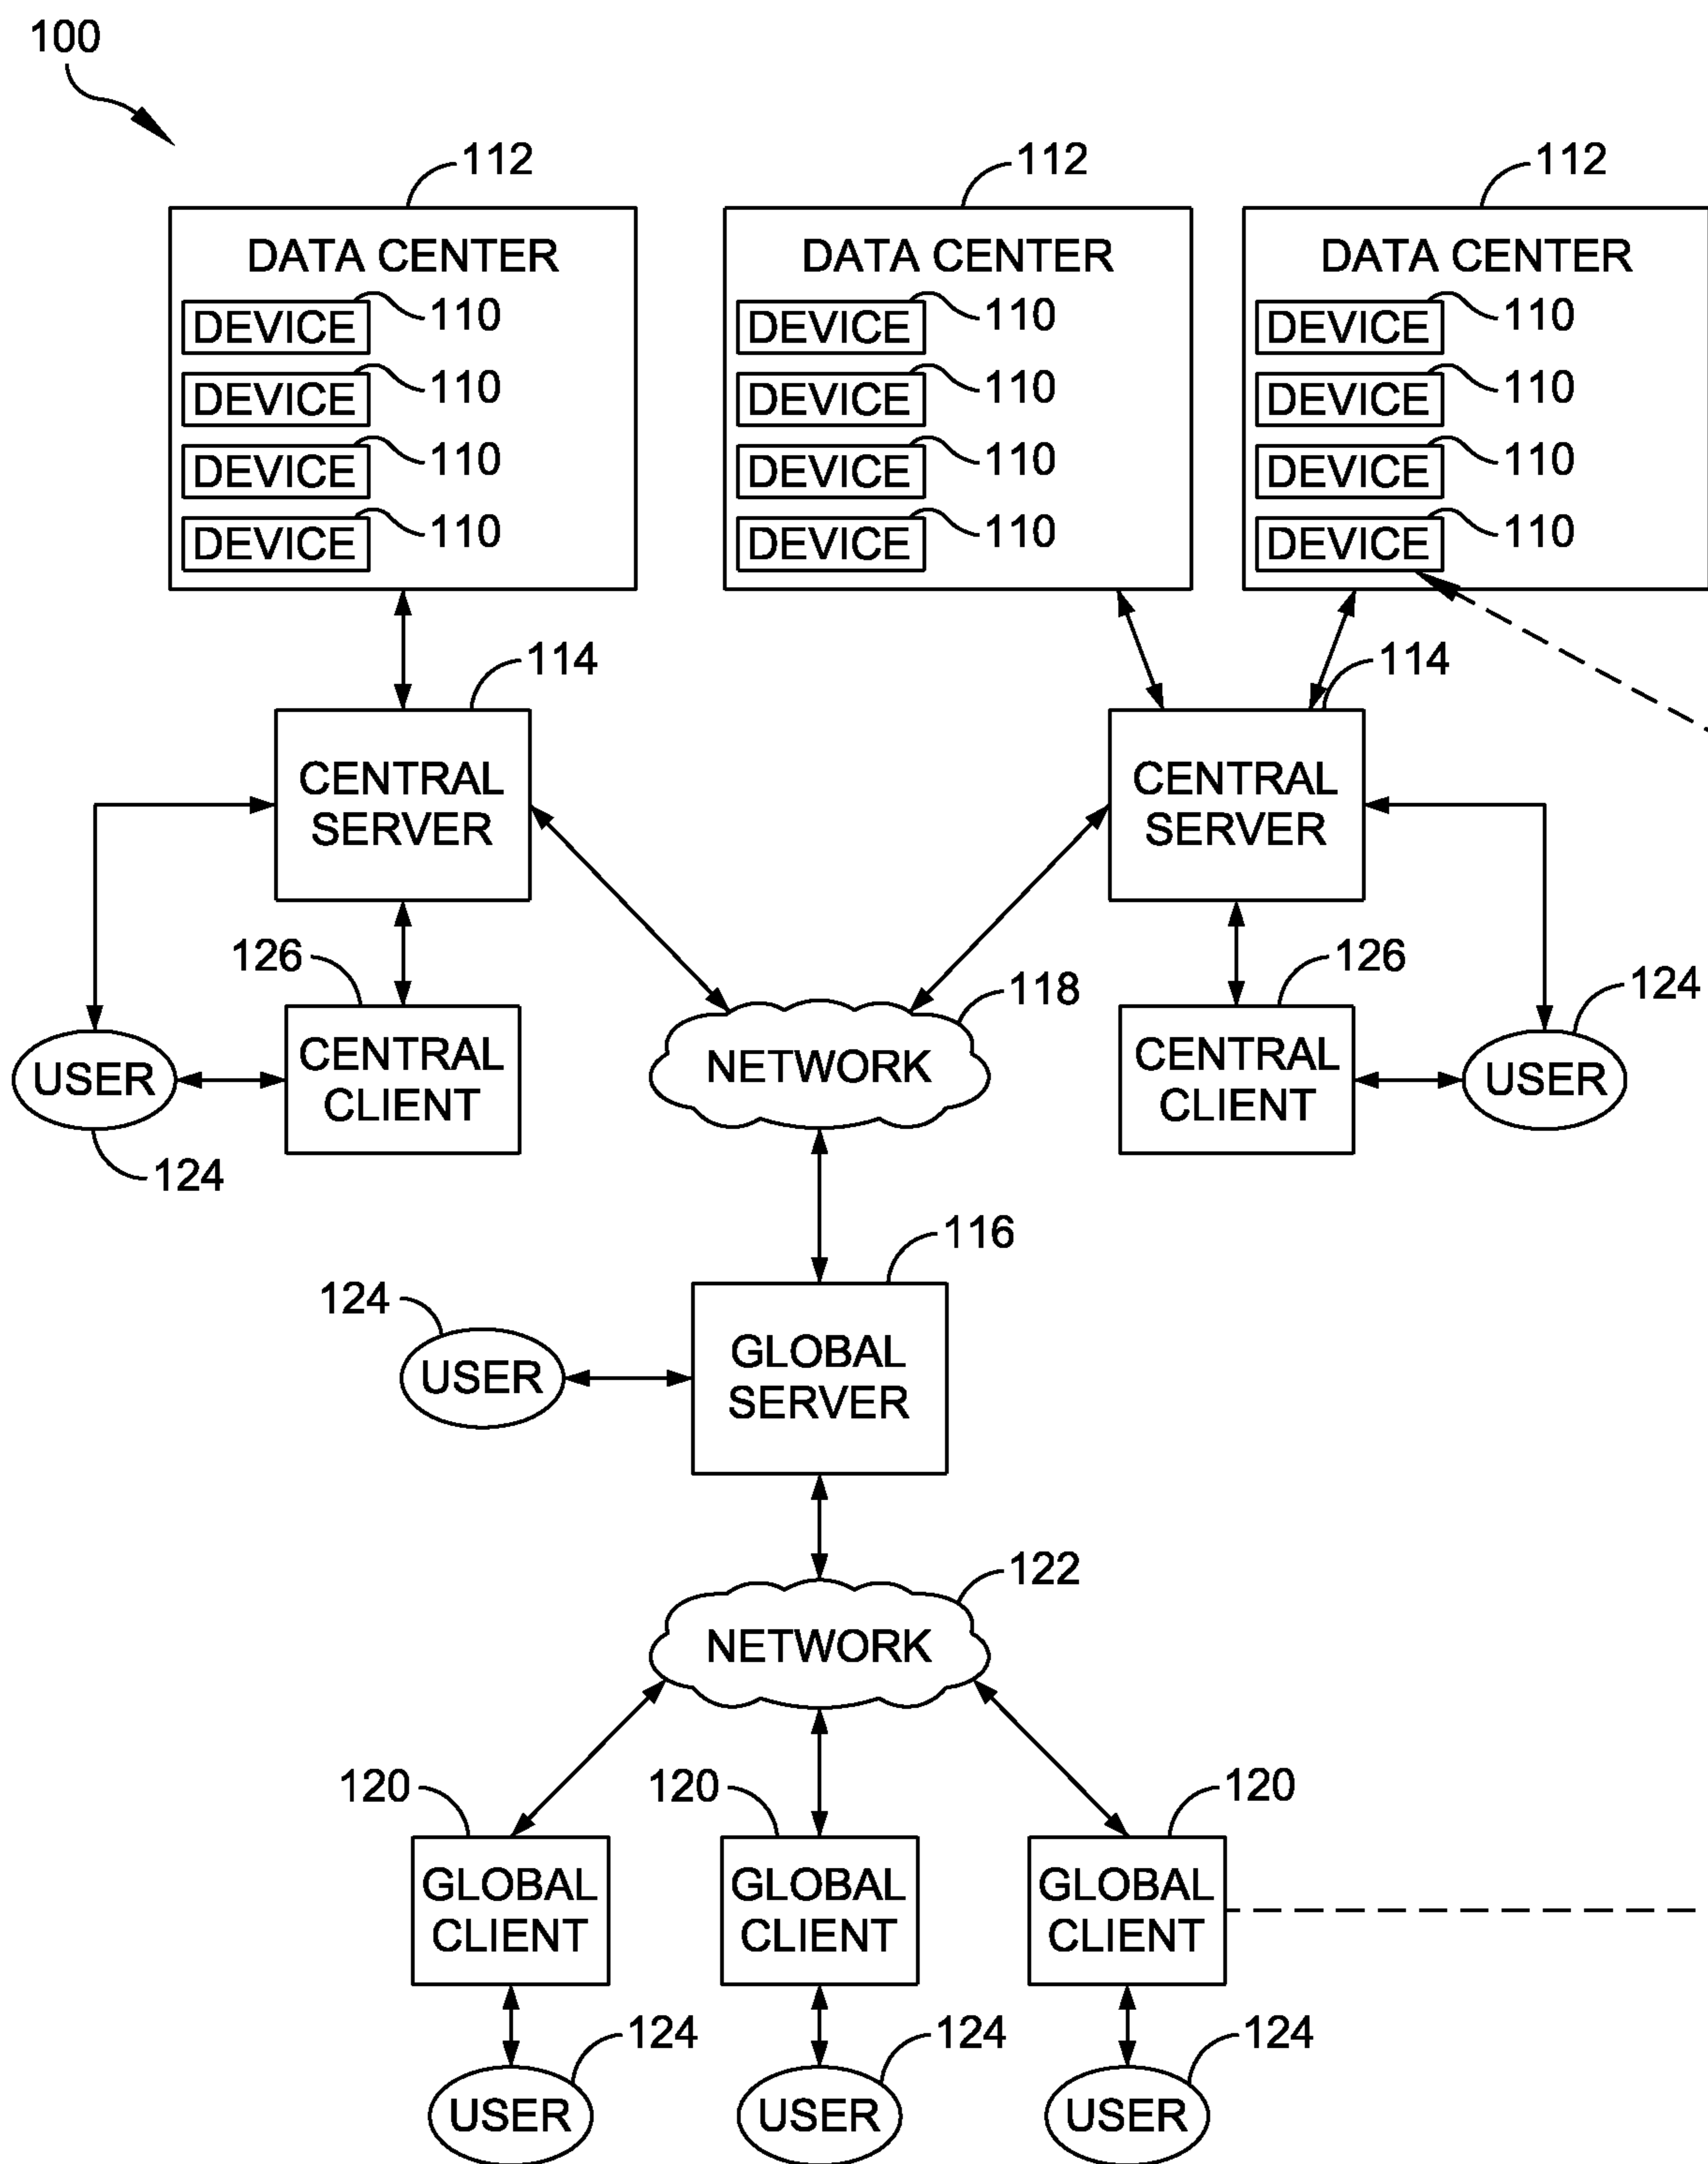 100
112
112
112
DATA CENTER
DATA CENTER
DATA CENTER
DEVICE 110
DEVICE 110
DEVICE 110
DEVICE 110
DEVICE 110
DEVICE 110
DEVICE 110
DEVICE 110
DEVICE 110
DEVICE 110
DEVICE 110
DEVICE 110
114
114
CENTRAL
SERVER
CENTRAL
SERVER
126
118
126
124
USER
CENTRAL
CLIENT
NETWORK
CENTRAL
CLIENT
USER
124
116
124
USER
GLOBAL
SERVER
122
NETWORK
120
120
120
GLOBAL
CLIENT
GLOBAL
CLIENT
GLOBAL
CLIENT
124
124
124
USER
USER
USER